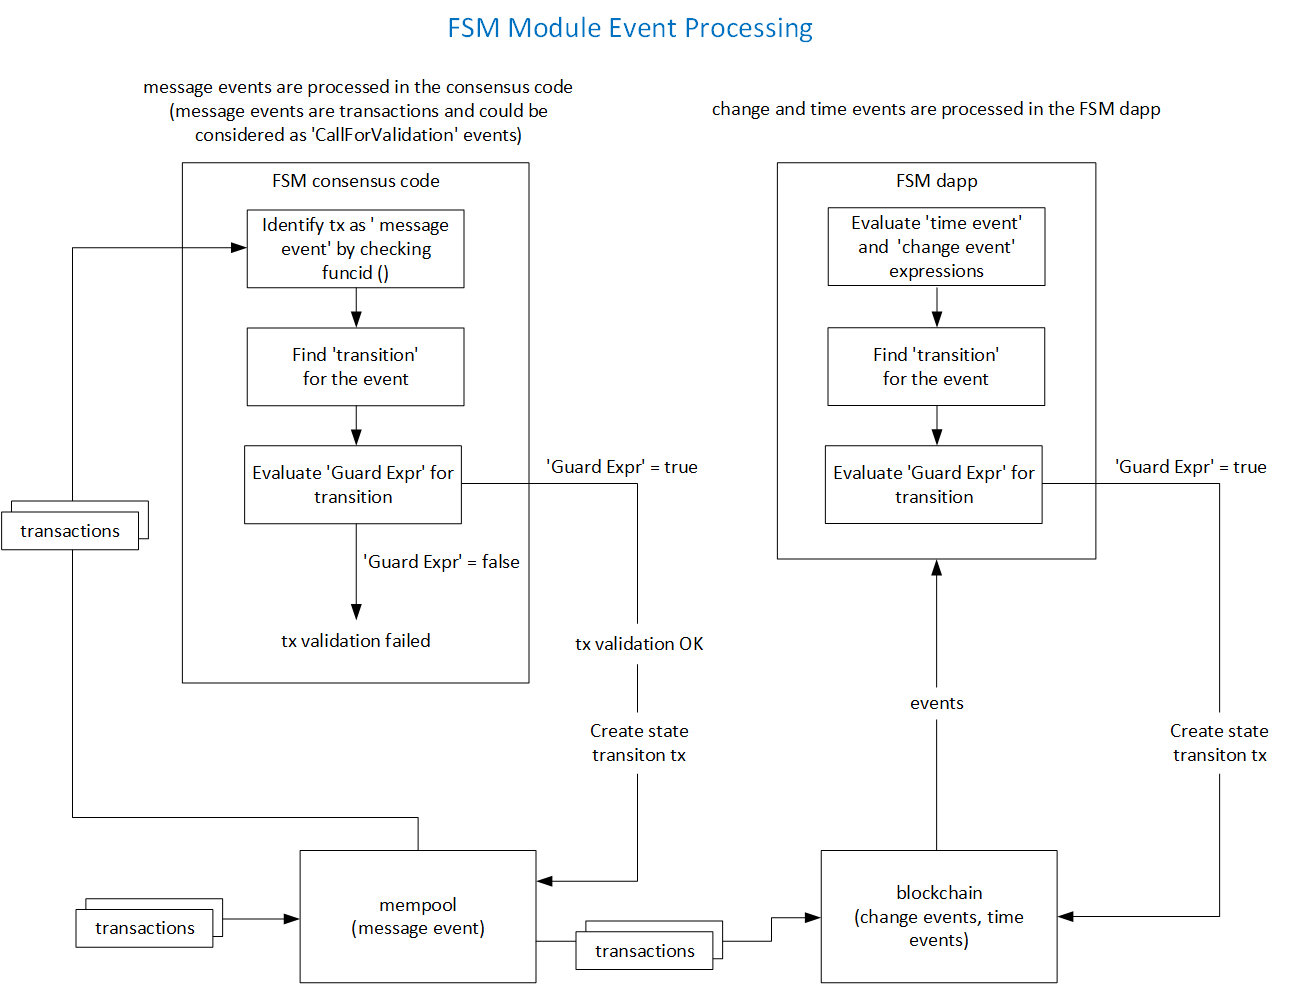 FSM Module Event Processing
message events are processed in the consensus code
(message events are transactions and could be
considered as 'CallForValidation' events)
change and time events are processed in the FSM dapp
FSM consensus code
Identify tx as ' message
event' by checking
funcid ()
Find 'transition'
for the event
Evaluate 'Guard Expr' for
transition
'Guard Expr' = true
'Guard Expr' = false
tx validation failed
tx validation OK
Create state
transiton tx
FSM dapp
Evaluate 'time event'
and 'change event'
expressions
Find 'transition'
for the event
Evaluate 'Guard Expr' for
transition
'Guard Expr' = true
events
Create state
transiton tx
transactions
transactions
mempool
(message event)
transactions
blockchain
(change events, time
events)